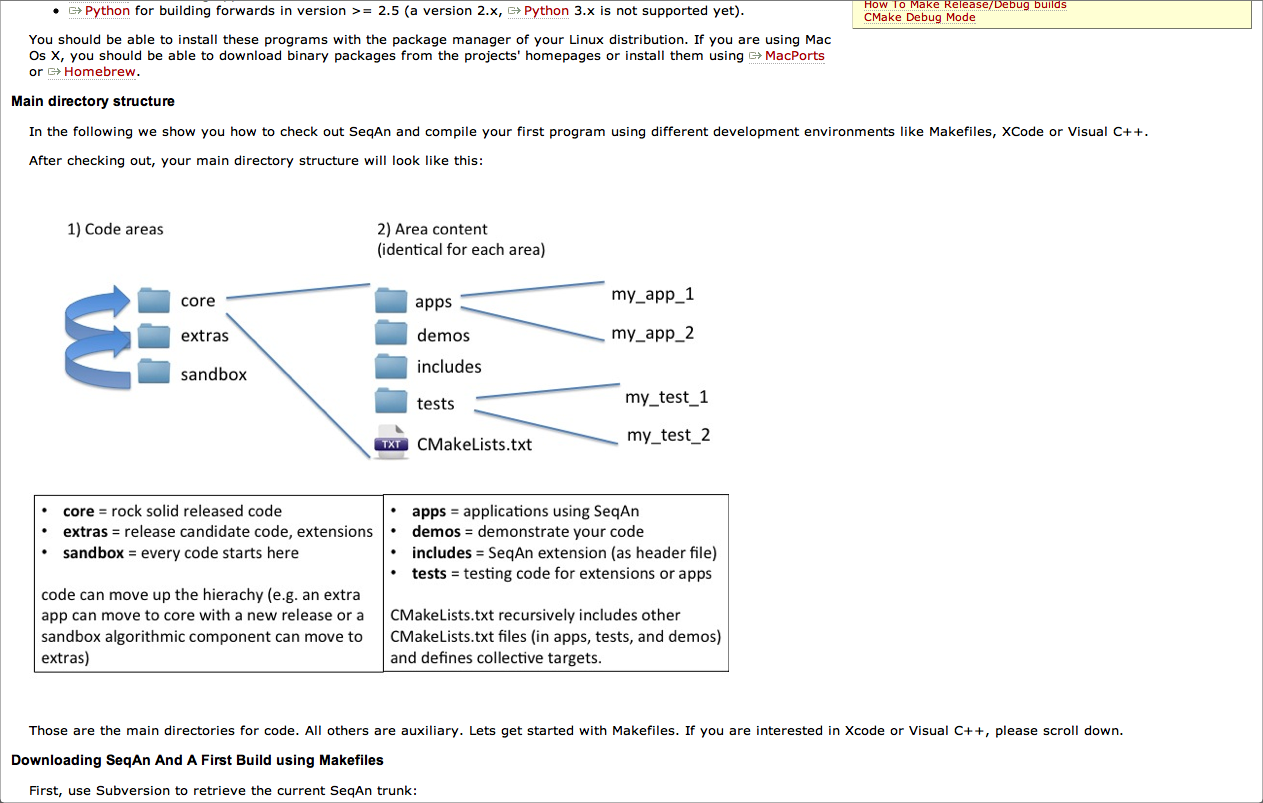 • Python for building forwards in version >= 2.5 (a version 2.x, Python 3.x is not supported yet).
How To Make Release/Debug builds
CMake Debug Mode
You should be able to install these programs with the package manager of your Linux distribution. If you are using Mac
Os X, you should be able to download binary packages from the projects' homepages or install them using MacPorts
or Homebrew.
Main directory structure
In the following we show you how to check out SeqAn and compile your first program using different development environments like Makefiles, XCode or Visual C++.
After checking out, your main directory structure will look like this:
1) Code areas
core
extras
sandbox
2) Area content
(identical for each area)
apps
demos
includes
tests
TXT CMakeLists.txt
my_app_1
my_app_2
my_test_1
my_test_2
• core = rock solid released code
• extras = release candidate code, extensions
• sandbox = every code starts here
code can move up the hierachy (e.g. an extra
app can move to core with a new release or a
sandbox algorithmic component can move to
extras)
• apps = applications using SeqAn
• demos = demonstrate your code
• includes = SeqAn extension (as header file)
• tests = testing code for extensions or apps
CMakeLists.txt recursively includes other
CMakeLists.txt files (in apps, tests, and demos)
and defines collective targets.
Those are the main directories for code. All others are auxiliary. Lets get started with Makefiles. If you are interested in Xcode or Visual C++, please scroll down.
Downloading SeqAn And A First Build using Makefiles
First, use Subversion to retrieve the current SeqAn trunk: